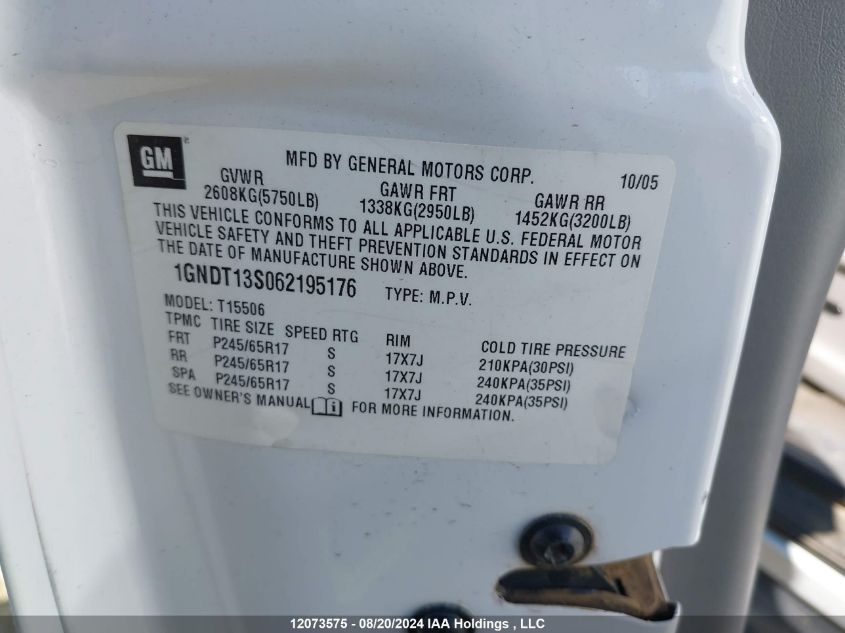 GM ® MFD BY GENERAL MOTORS CORP. 10/05
GVWR GAWR FRT GAWR RR
2608KG(5750LB) 1338KG(2950LB) 1452KG(3200LB)
THIS VEHICLE CONFORMS TO ALL APPLICABLE U.S. FEDERAL MOTOR
VEHICLE SAFETY AND THEFT PREVENTION STANDARDS IN EFFECT ON
THE DATE OF MANUFACTURE SHOWN ABOVE.
1GNDT13S062195176 TYPE: M.P.V.
MODEL: T15506
TPMC TIRE SIZE SPEED RTG RIM COLD TIRE PRESSURE
FRT P245/65R17 S 17X7J 210KPA(30PSI)
RR P245/65R17 S 17X7J 240KPA(35PSI)
SPA P245/65R17 S 17X7J 240KPA(35PSI)
SEE OWNER'S MANUAL i FOR MORE INFORMATION.
12073575 - 08/20/2024 IAA Holdings, LLC